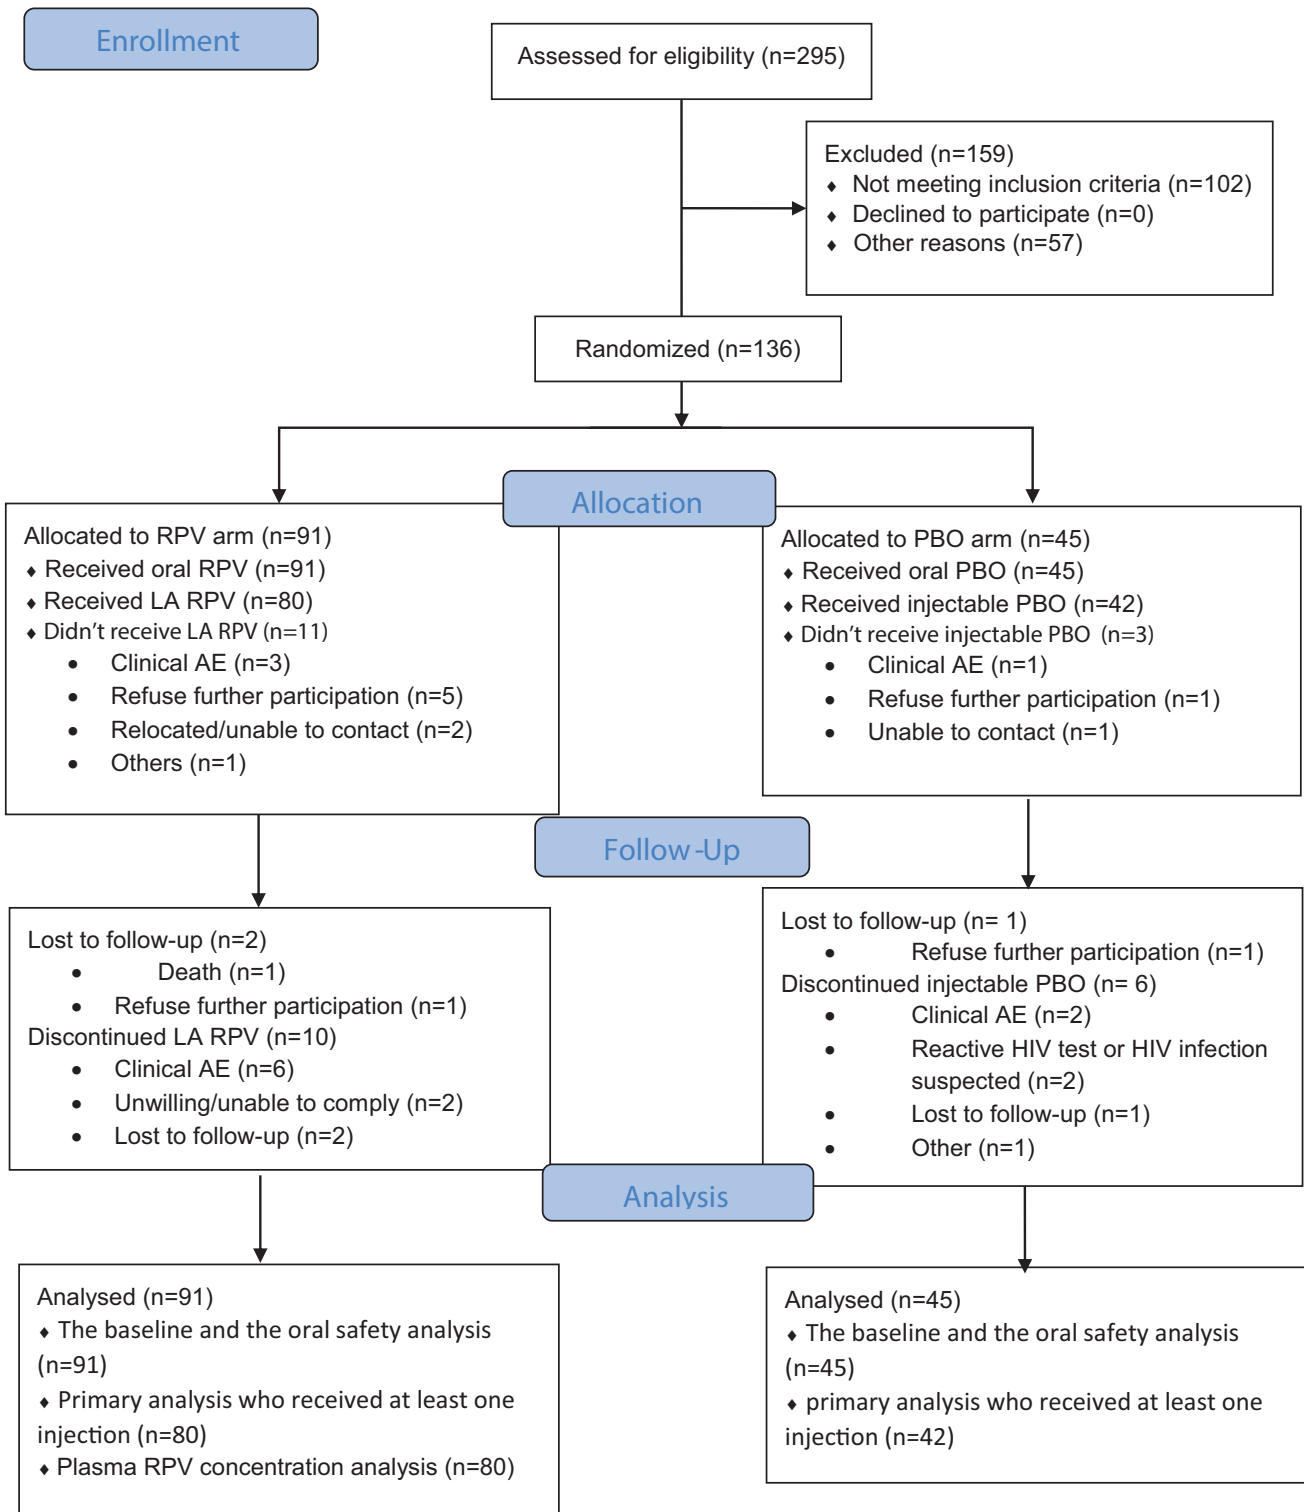 Enrollment
Assessed for eligibility (n=295)
Excluded (n=159)
♦ Not meeting inclusion criteria (n=102)
♦ Declined to participate (n=0)
♦ Other reasons (n=57)
Randomized (n=136)
Allocation
Allocated to RPV arm (n=91)
♦ Received oral RPV (n=91)
♦ Received LA RPV (n=80)
♦ Didn't receive LA RPV (n=11)
• Clinical AE (n=3)
• Refuse further participation (n=5)
• Relocated/unable to contact (n=2)
• Others (n=1)
Allocated to PBO arm (n=45)
♦ Received oral PBO (n=45)
♦ Received injectable PBO (n=42)
♦ Didn't receive injectable PBO (n=3)
• Clinical AE (n=1)
• Refuse further participation (n=1)
• Unable to contact (n=1)
Follow-Up
Lost to follow-up (n=2)
• Death (n=1)
• Refuse further participation (n=1)
Discontinued LA RPV (n=10)
• Clinical AE (n=6)
• Unwilling/unable to comply (n=2)
• Lost to follow-up (n=2)
Lost to follow-up (n= 1)
• Refuse further participation (n=1)
Discontinued injectable PBO (n= 6)
• Clinical AE (n=2)
• Reactive HIV test or HIV infection
suspected (n=2)
• Lost to follow-up (n=1)
• Other (n=1)
Analysis
Analysed (n=91)
♦ The baseline and the oral safety analysis
(n=91)
♦ Primary analysis who received at least one
injection (n=80)
♦ Plasma RPV concentration analysis (n=80)
Analysed (n=45)
♦ The baseline and the oral safety analysis
(n=45)
♦ primary analysis who received at least one
injection (n=42)